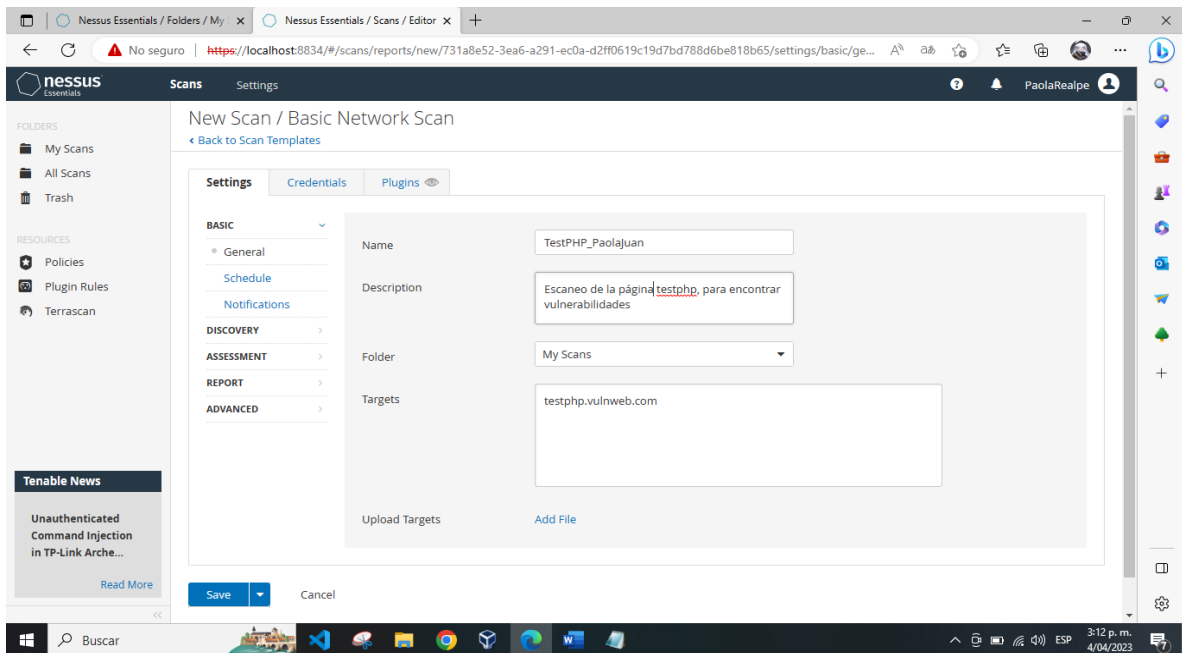 Nessus Essentials / Folders / My
Nessus Essentials / Scans / Editor
No seguro
https://localhost:8834/#/scans/reports/new/731a8e52-3ea6-a291-ec0a-d2ff0619c19d7bd788d6be818b65/settings/basic/ge...
nessus
Essentials
Scans
Settings
PaolaRealpe
FOLDERS
My Scans
All Scans
Trash
RESOURCES
Policies
Plugin Rules
Terrascan
Tenable News
Unauthenticated
Command Injection
in TP-Link Arche...
Read More
New Scan / Basic Network Scan
Back to Scan Templates
Settings
Credentials
Plugins
BASIC
General
Schedule
Notifications
DISCOVERY
ASSESSMENT
REPORT
ADVANCED
Name
TestPHP_PaolaJuan
Description
Escaneo de la página testphp, para encontrar
vulnerabilidades
Folder
My Scans
Targets
testphp.vulnweb.com
Upload Targets
Add File
Save
Cancel
Buscar
ESP
3:12 p. m.
4/04/2023